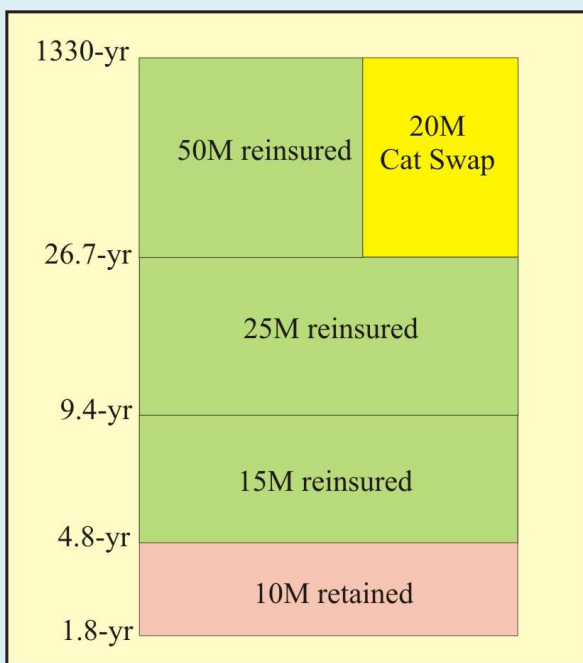 1330-yr
50M reinsured
20M
Cat Swap
26.7-yr
25M reinsured
9.4-yr
15M reinsured
4.8-yr
10M retained
1.8-yr